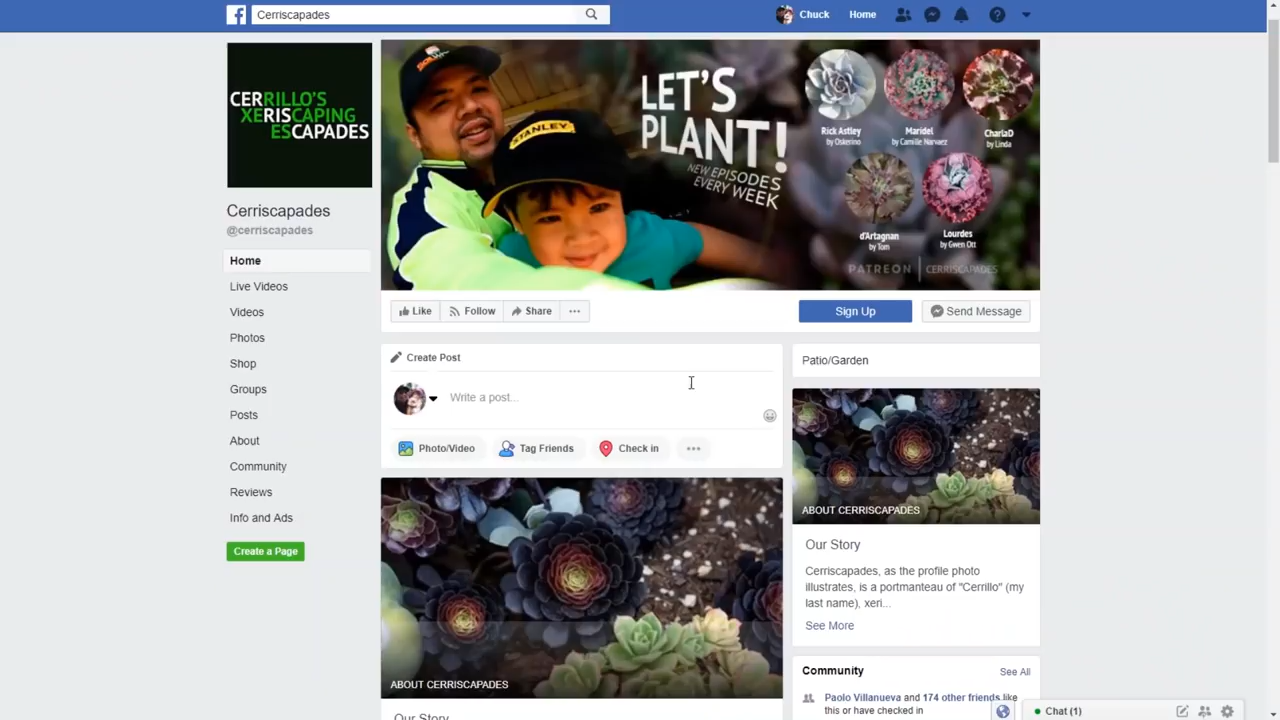 Cerriscapades
Chuck
Home
CERRILLO'S
XERISCAPING
ESCAPADES
STANLEY.
LET'S
PLANT!
NEW EPISODES
EVERY WEEK
Rick Astley
by Oskerino
Maridel
by Camille Narvaez
CharlaD
by Linda
d'Artagnan
by Tom
Lourdes
by Gwen Ott
PATREON | CERRISCAPADES
Cerriscapades
@cerriscapades
Home
Live Videos
Videos
Photos
Shop
Groups
Posts
About
Community
Reviews
Info and Ads
Create a Page
Like
Follow
Share
...
Sign Up
Send Message
Create Post
Write a post...
Photo/Video
Tag Friends
Check in
...
ABOUT CERRISCAPADES
Our Story
Patio/Garden
ABOUT CERRISCAPADES
Our Story
Cerriscapades, as the profile photo
illustrates, is a portmanteau of "Cerrillo" (my
last name), xeri...
See More
Community
See All
Paolo Villanueva and 174 other friends like
this or have checked in
Chat (1)